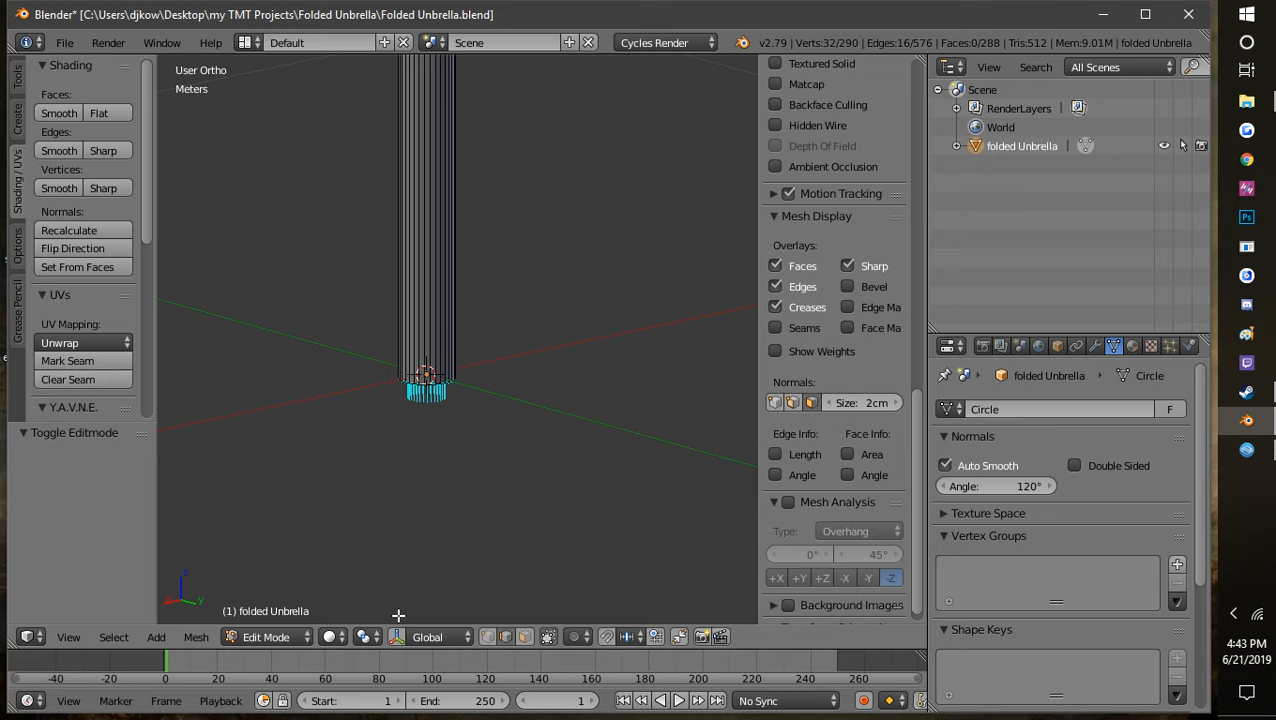 Blender* [C:\Users\djkow\Desktop\my TMT Projects\Folded Unbrella\Folded Unbrella.blend]
File Render Window Help Default Scene Cycles Render v2.79 | Verts:32/290 | Edges:16/576 | Faces:0/288 | Tris:512 | Mem:9.01M | folded Unbrella
Tools
Create
Shading / UVs
Options
Grease Pencil
Shading
Faces:
Smooth Flat
Edges:
Smooth Sharp
Vertices:
Smooth Sharp
Normals:
Recalculate
Flip Direction
Set From Faces
UVs
UV Mapping:
Unwrap
Mark Seam
Clear Seam
Y.A.V.N.E.
Toggle Editmode
User Ortho
Meters
z
x
y
(1) folded Unbrella
Textured Solid
Matcap
Backface Culling
Hidden Wire
Depth Of Field
Ambient Occlusion
Motion Tracking
Mesh Display
Overlays:
Faces Sharp
Edges Bevel
Creases Edge Ma
Seams Face Ma
Show Weights
Normals:
Size: 2cm
Edge Info: Face Info:
Length Area
Angle Angle
Mesh Analysis
Type: Overhang
0° 45°
+X +Y +Z -X -Y -Z
Background Images
View Search All Scenes
Scene
RenderLayers
World
folded Unbrella
folded Unbrella Circle
Circle F
Normals
Auto Smooth Double Sided
Angle: 120°
Texture Space
Vertex Groups
Shape Keys
View Select Add Mesh Edit Mode Global
-40 -20 0 20 40 60 80 100 120 140 160 180 200 220 240 260
View Marker Frame Playback Start: 1 End: 250 1 No Sync
Ps
4:43 PM
6/21/2019